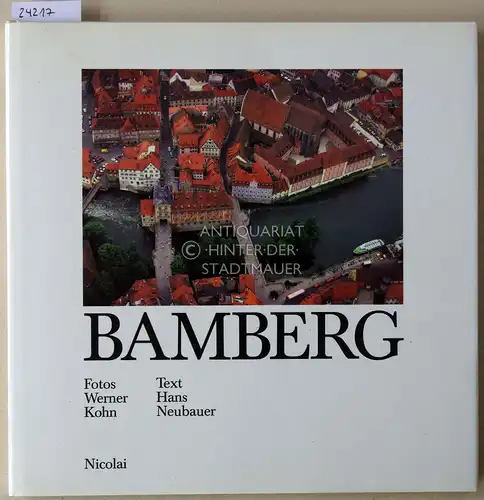 24217
ANTIQUARIAT
© ·HINTER·DER·
STADTMAUER
BAMBERG
Fotos Text
Werner Hans
Kohn Neubauer
Nicolai